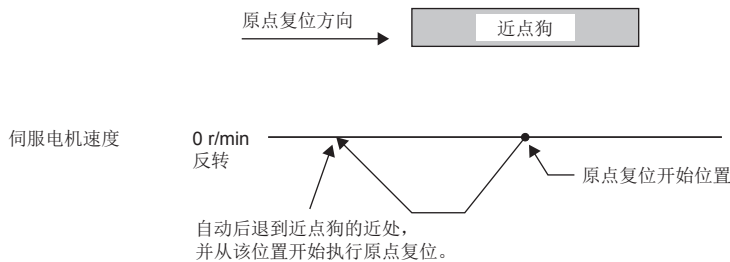 原点复位方向
近点狗
伺服电机速度
0 r/min
反转
原点复位开始位置
自动后退到近点狗的近处，
并从该位置开始执行原点复位。